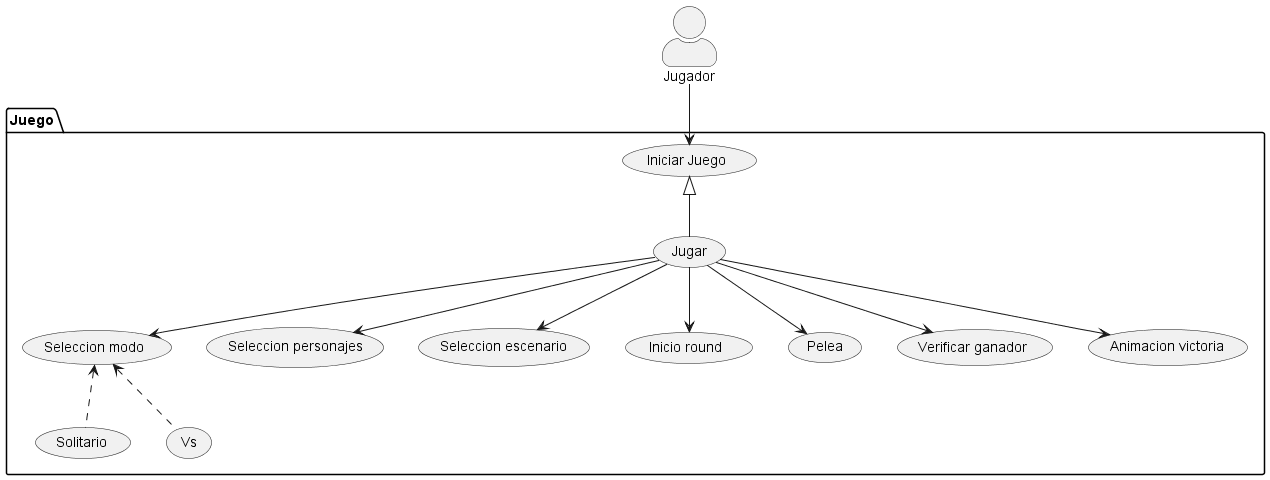 Jugador
Juego
Iniciar Juego
Jugar
Seleccion modo
Seleccion personajes
Seleccion escenario
Inicio round
Pelea
Verificar ganador
Animacion victoria
Solitario
Vs